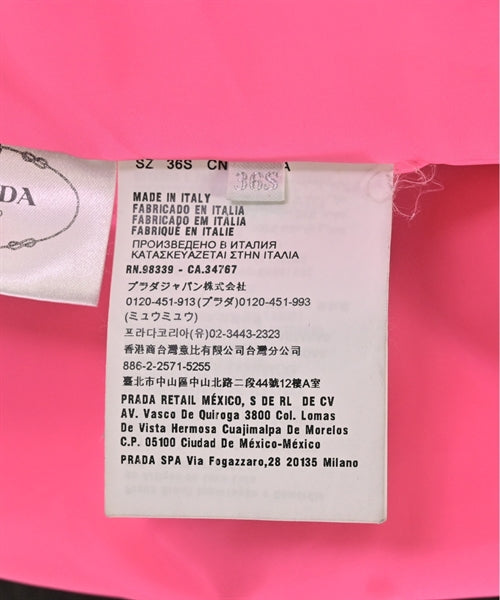 SZ 36S CN A
36S
DA
MADE IN ITALY
FABRICADO EN ITALIA
FABRICADO EM ITALIA
FABRIQUÉ EN ITALIE
ПРОИЗВЕДЕНО В ИТАЛИЯ
ΚΑΤΑΣΚΕΥΑΖΕΤΑΙ ΣΤΗΝ ΙΤΑΛΙΑ
RN.98339 - CA.34767
プラダジャパン株式会社
0120-451-913(プラダ)0120-451-993
(ミュウミュウ)
프라다코리아(유)02-3443-2323
香港商台灣意比有限公司台灣分公司
886-2-2571-5255
臺北市中山區中山北路二段44號12樓A室
PRADA RETAIL MÉXICO, S DE RL DE CV
AV. Vasco De Quiroga 3800 Col. Lomas
De Vista Hermosa Cuajimalpa De Morelos
C.P. 05100 Ciudad De México-México
PRADA SPA Via Fogazzaro,28 20135 Milano